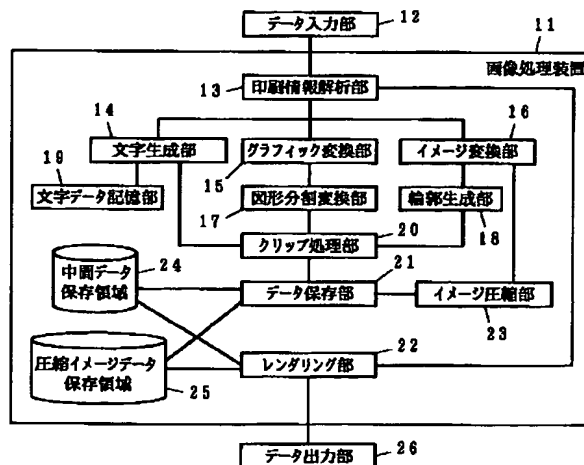 データ入力部 12
11
画像処理装置
13 印刷情報解析部
14 16
文字生成部 グラフィック変換部 イメージ変換部
19 15
文字データ記憶部 17 図形分割変換部 輪郭生成部
18
クリップ処理部 20
24
中間データ
保存領域
21
データ保存部 イメージ圧縮部
23
圧縮イメージデータ
保存領域
22
レンダリング部
25
データ出力部 26